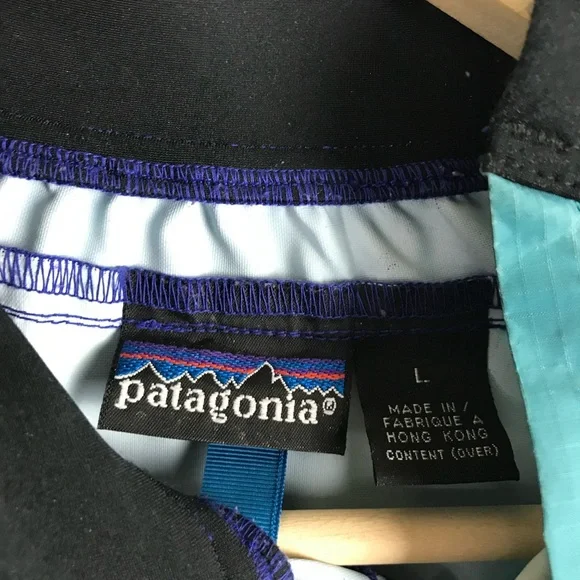 patagonia®
L.
MADE IN/
FABRIQUE A
HONG KONG
CONTENT (OVER)